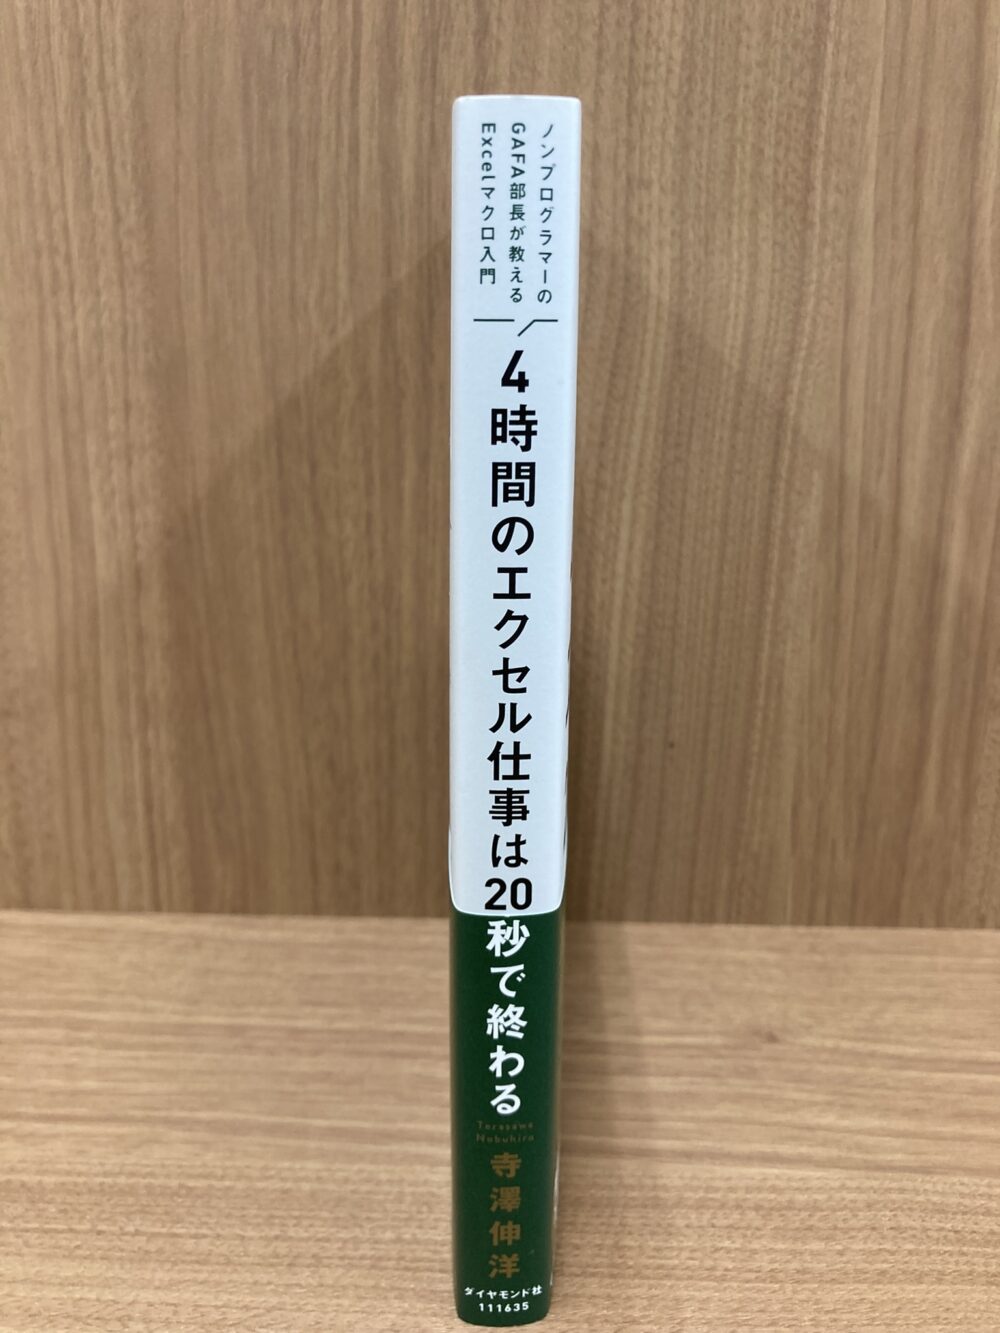 ノンプログラマーの
GAFA部長が教える
Excelマクロ入門
4時間のエクセル仕事は20秒で終わる
Terasawa
Nobuhiro
寺澤伸洋
ダイヤモンド社
111635